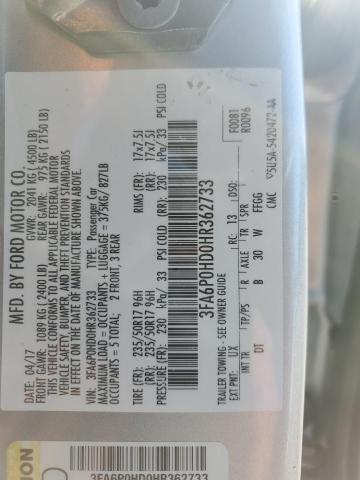 MFD. BY FORD MOTOR CO.
04/17 GVWR: 2041 KG ( 4500 LB)
FRONT GAWR: 1089 KG ( 2400 LB) REAR GAWR: 975 KG ( 2150 LB)
THIS VEHICLE CONFORMS TO ALL APPLICABLE FEDERAL MOTOR
VEHICLE SAFETY, BUMPER, AND THEFT PREVENTION STANDARDS IN
EFFECT ON THE DATE OF MANUFACTURE SHOWN ABOVE.
VIN: 3FA6P0HD0HR362733 TYPE: Passenger Car
OCCUPANTS + LUGGAGE = 375KG/ 827LB
OCCUPANTS = 5 TOTAL; 2 FRONT, 3 REAR
TIRE (FR): 235/50R17 96H RIMS (FR): 17x7.5J
(RR): 235/50R17 96H (RR): 17x7.5J
FR: 230 kPa/ 33 PSI COLD RR: 230 kPa/ 33 PSI COLD
3FA6P0HD0HR362733
F0081
R0096
TRAILER TOWING - SEE OWNER GUIDE
EXT PNT: UX RC: 13 DSO:
INT TR TP/PS R AXLE TR SPR
DT B 30 W FFGG
CMC
V5U5A-5420472-AA
ION
3FA6P0HD0HR362733